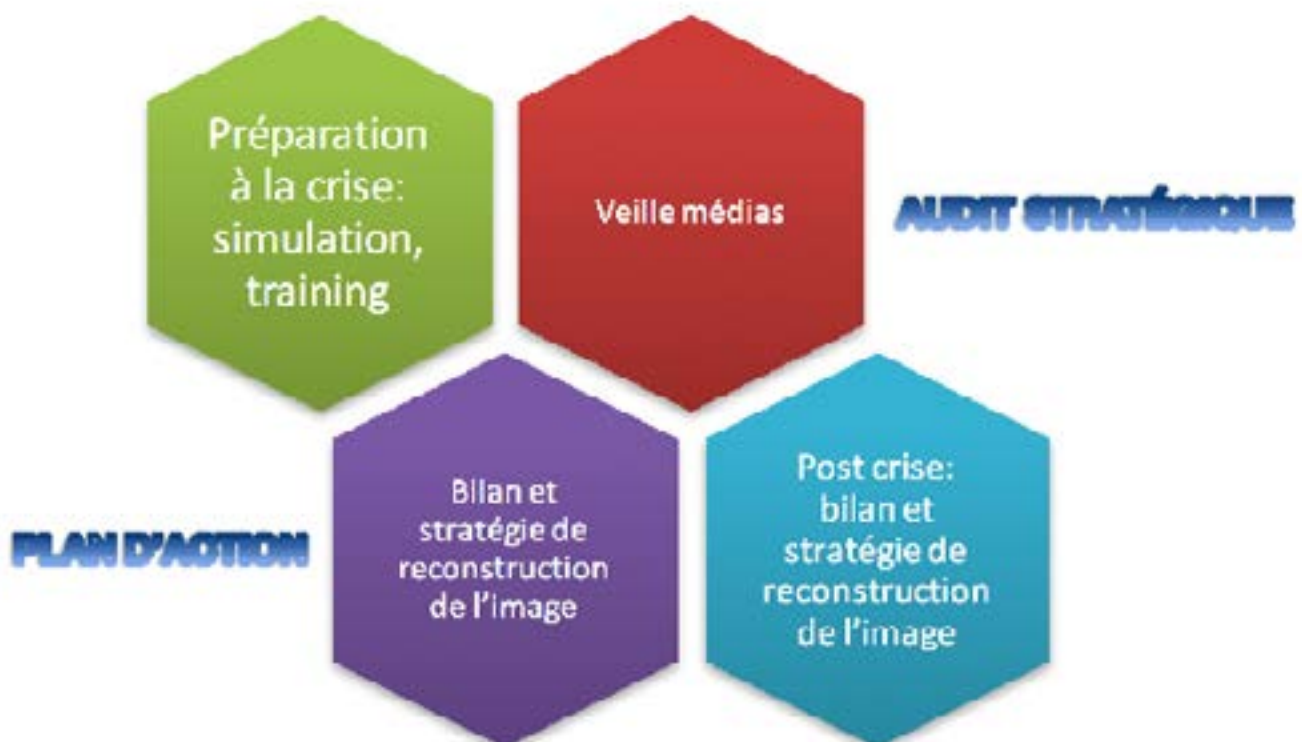 Préparation
à la crise:
simulation,
training
Veille médias
AUDIT STRATÉGIQUE
PLAN D'ACTION
Bilan et
stratégie de
reconstruction
de l'image
Post crise:
bilan et
stratégie de
reconstruction
de l'image